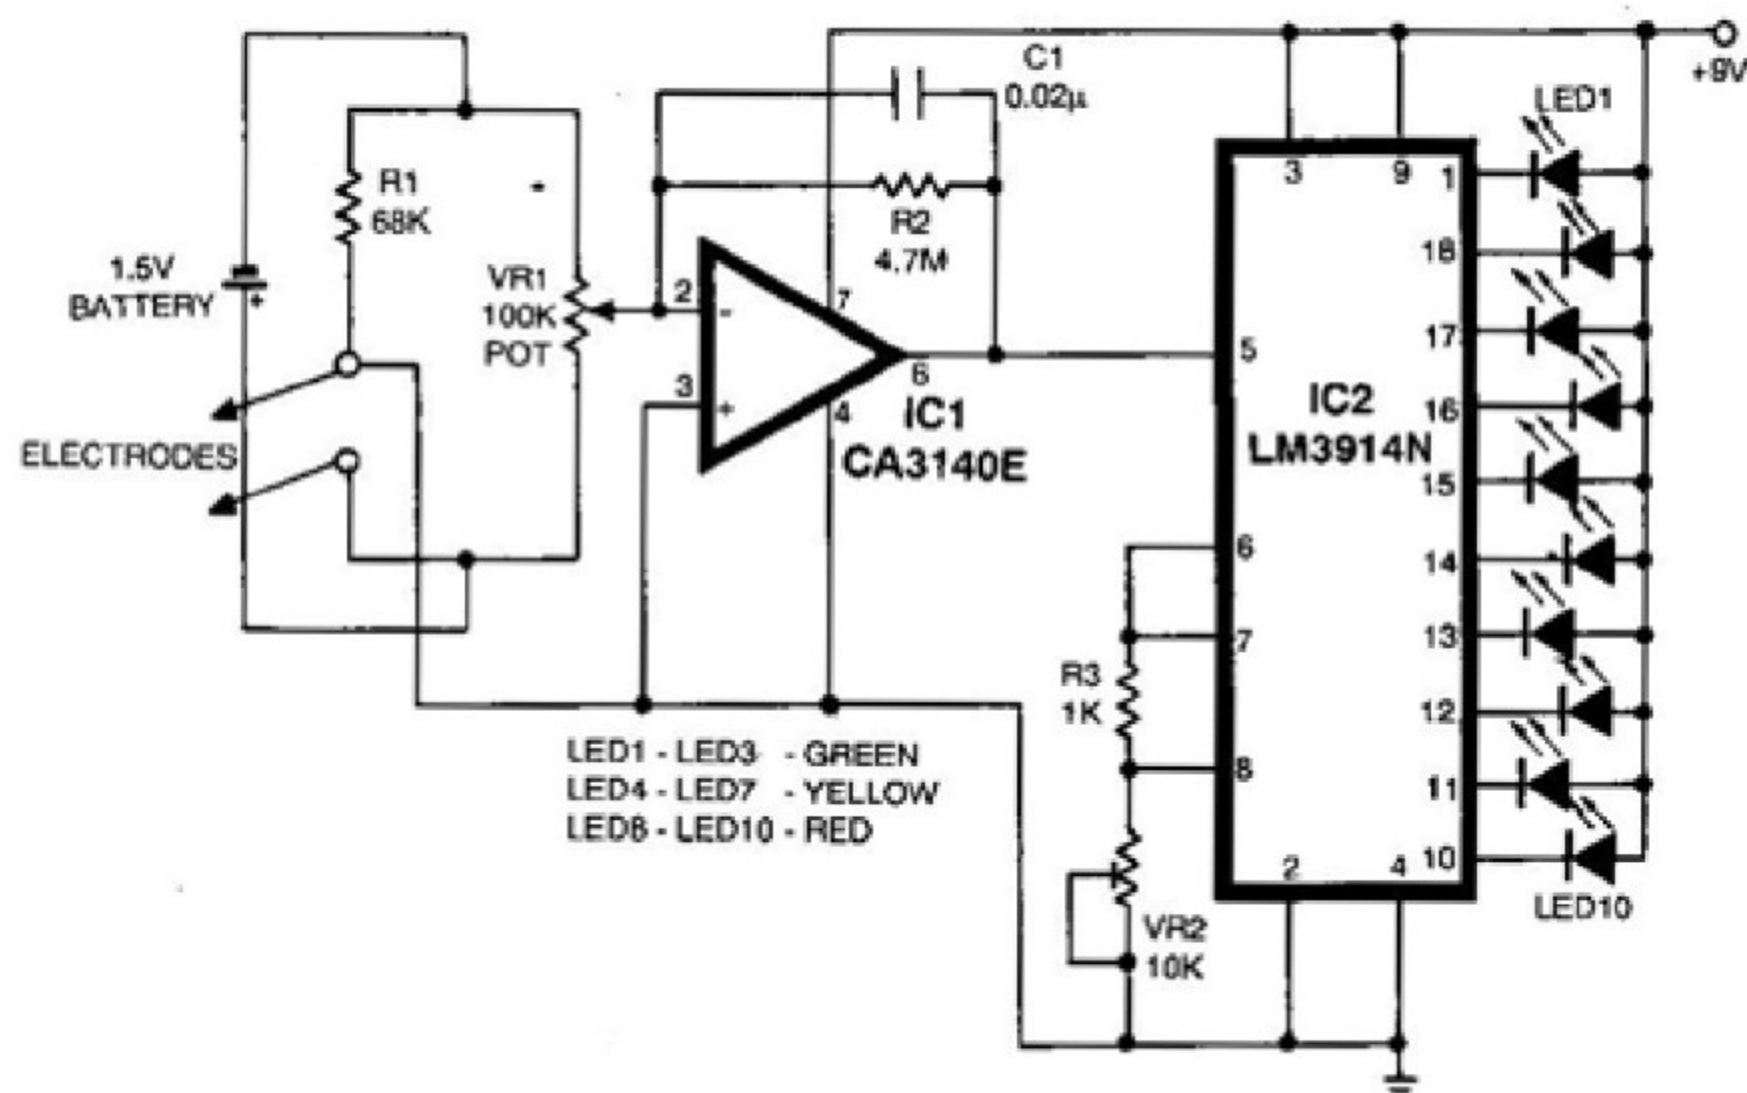 C1
0.02µ
+9V
LED1
R1
68K
-
R2
4.7M
3
9
1
18
17
16
15
14
13
12
11
10
1.5V
BATTERY
+
VR1
100K
POT
2
-
7
3
+
6
4
IC1
CA3140E
5
IC2
LM3914N
ELECTRODES
6
7
8
R3
1K
LED1 - LED3 - GREEN
LED4 - LED7 - YELLOW
LED8 - LED10 - RED
2
4
LED10
VR2
10K